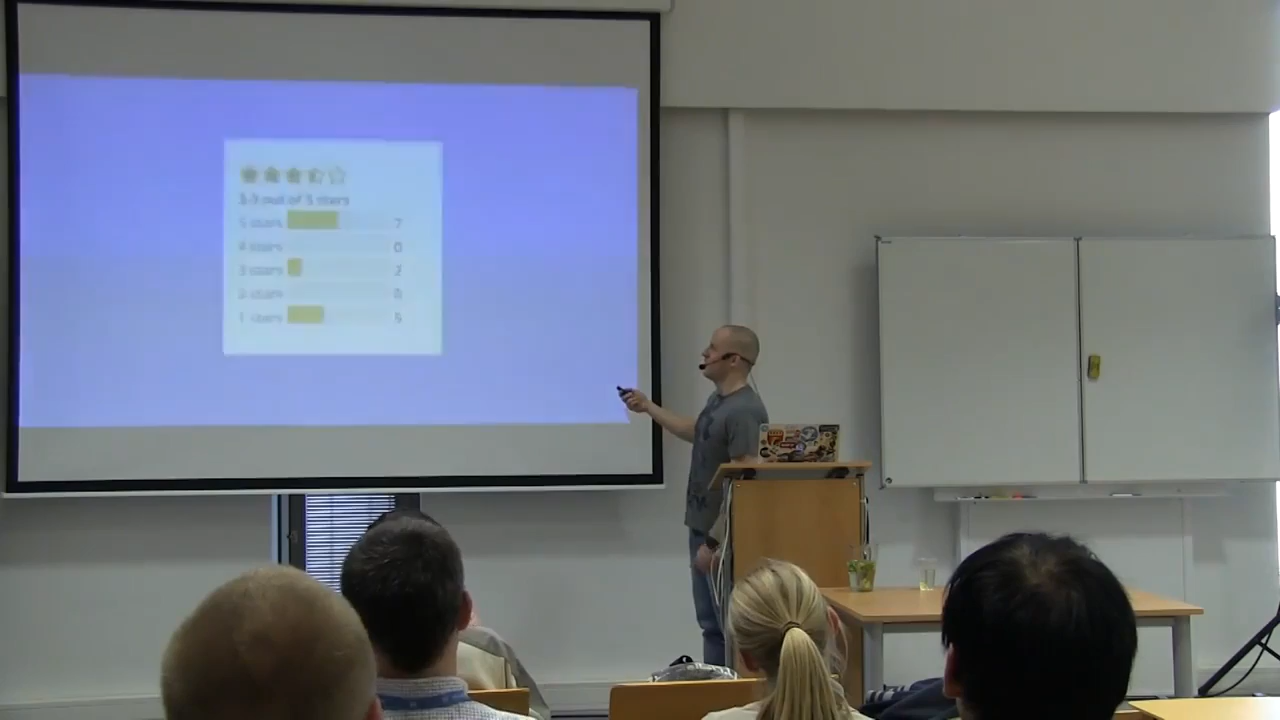 3.3 out of 5 stars
5 stars 7
4 stars 0
3 stars 2
2 stars 0
1 stars 5